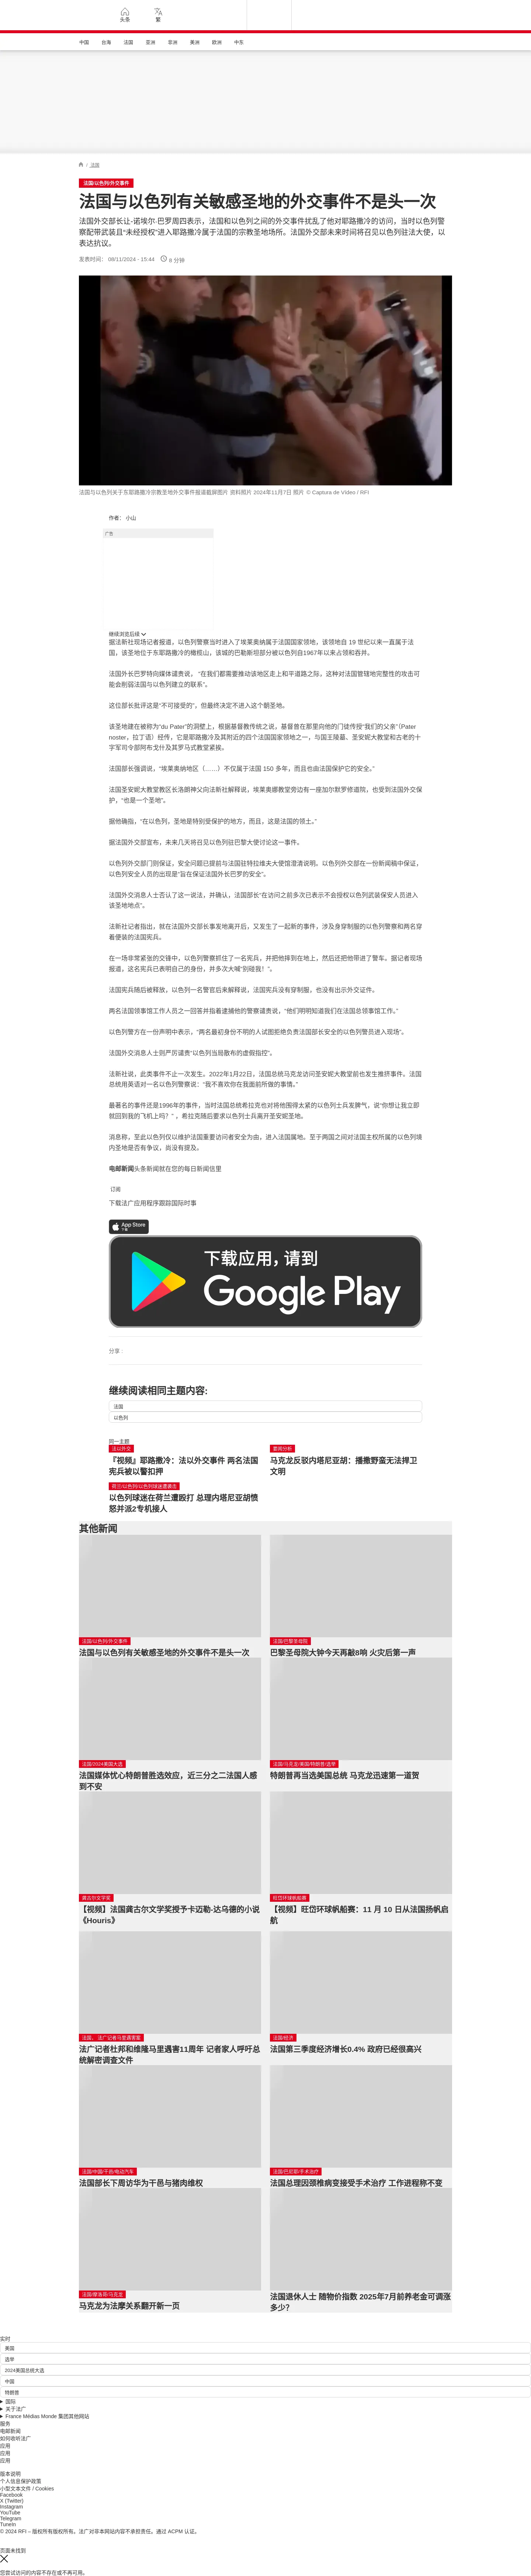 头条
繁
中国
台海
法国
亚洲
非洲
美洲
欧洲
中东
/ 法国
法国/以色列/外交事件
法国与以色列有关敏感圣地的外交事件不是头一次
法国外交部长让-诺埃尔·巴罗周四表示，法国和以色列之间的外交事件扰乱了他对耶路撒冷的访问，当时以色列警
察配带武装且“未经授权”进入耶路撒冷属于法国的宗教圣地场所。法国外交部未来时间将召见以色列驻法大使，以
表达抗议。
发表时间： 08/11/2024 - 15:44 8 分钟
法国与以色列关于东耶路撒冷宗教圣地外交事件报道截屏图片 资料照片 2024年11月7日 照片 © Captura de Vídeo / RFI
作者： 小山
广告
继续浏览后续
据法新社现场记者报道，以色列警察当时进入了埃莱奥纳属于法国国家领地，该领地自 19 世纪以来一直属于法
国，该圣地位于东耶路撒冷的橄榄山，该城的巴勒斯坦部分被以色列自1967年以来占领和吞并。
法国外长巴罗特向媒体谴责说， “在我们都需要推动该地区走上和平道路之际，这种对法国管辖地完整性的攻击可
能会削弱法国与以色列建立的联系”。
这位部长批评这是“不可接受的”，但最终决定不进入这个朝圣地。
该圣地建在被称为“du Pater”的洞壁上，根据基督教传统之说，基督曾在那里向他的门徒传授“我们的父亲”（Pater
noster，拉丁语）经传，它是耶路撒冷及其附近的四个法国国家领地之一，与国王陵墓、圣安妮大教堂和古老的十
字军司令部阿布戈什及其罗马式教堂紧挨。
法国部长强调说，“埃莱奥纳地区（……）不仅属于法国 150 多年，而且也由法国保护它的安全。”
法国圣安妮大教堂教区长洛朗神父向法新社解释说，埃莱奥娜教堂旁边有一座加尔默罗修道院，也受到法国外交保
护，“也是一个圣地”。
据他确指，“在以色列，圣地是特别受保护的地方，而且，这是法国的领土。”
据法国外交部宣布，未来几天将召见以色列驻巴黎大使讨论这一事件。
以色列外交部门则保证，安全问题已提前与法国驻特拉维夫大使馆澄清说明。以色列外交部在一份新闻稿中保证，
以色列安全人员的出现是“旨在保证法国外长巴罗的安全”。
法国外交消息人士否认了这一说法，并确认，法国部长“在访问之前多次已表示不会授权以色列武装保安人员进入
该圣地地点”。
法新社记者指出，就在法国外交部长事发地离开后，又发生了一起新的事件，涉及身穿制服的以色列警察和两名穿
着便装的法国宪兵。
在一场非常紧张的交锋中，以色列警察抓住了一名宪兵，并把他摔到在地上，然后还把他带进了警车。据记者现场
报道，这名宪兵已表明自己的身份，并多次大喊“别碰我！”。
法国宪兵随后被释放，以色列一名警官后来解释说，法国宪兵没有穿制服，也没有出示外交证件。
两名法国领事馆工作人员之一回答并指着逮捕他的警察谴责说，“他们明明知道我们在法国总领事馆工作。”
以色列警方在一份声明中表示，“两名最初身份不明的人试图拒绝负责法国部长安全的以色列警员进入现场”。
法国外交消息人士则严厉谴责“以色列当局散布的虚假指控”。
法新社说，此类事件不止一次发生。2022年1月22日，法国总统马克龙访问圣安妮大教堂前也发生推搡事件。法国
总统用英语对一名以色列警察说：“我不喜欢你在我面前所做的事情。”
最著名的事件还是1996年的事件，当时法国总统希拉克也对将他围得太紧的以色列士兵发脾气，说“你想让我立即
就回到我的飞机上吗？ ”，希拉克随后要求以色列士兵离开圣安妮圣地。
消息称，至此以色列仅以维护法国重要访问者安全为由，进入法国属地。至于两国之间对法国主权所属的以色列境
内圣地是否有争议，尚没有提及。
电邮新闻头条新闻就在您的每日新闻信里
订阅
下载法广应用程序跟踪国际时事
App Store
下载
下载应用，请到
Google Play
分享 :
继续阅读相同主题内容:
法国
以色列
同一主题
法以外交
『视频』耶路撒冷：法以外交事件 两名法国
宪兵被以警扣押
要闻分析
马克龙反驳内塔尼亚胡：播撒野蛮无法捍卫
文明
荷兰/以色列/以色列球迷遭袭击
以色列球迷在荷兰遭殴打 总理内塔尼亚胡愤
怒并派2专机接人
其他新闻
法国/以色列/外交事件
法国与以色列有关敏感圣地的外交事件不是头一次
法国/巴黎圣母院
巴黎圣母院大钟今天再敲8响 火灾后第一声
法国/2024美国大选
法国媒体忧心特朗普胜选效应，近三分之二法国人感
到不安
法国/马克龙/美国/特朗普/选举
特朗普再当选美国总统 马克龙迅速第一道贺
龚古尔文学奖
【视频】法国龚古尔文学奖授予卡迈勒-达乌德的小说
《Houris》
旺岱环球帆船赛
【视频】旺岱环球帆船赛：11 月 10 日从法国扬帆启
航
法国， 法广记者马里遇害案
法广记者杜邦和维隆马里遇害11周年 记者家人呼吁总
统解密调查文件
法国/经济
法国第三季度经济增长0.4% 政府已经很高兴
法国/中国/干邑/电动汽车
法国部长下周访华为干邑与猪肉维权
法国/巴尼耶/手术治疗
法国总理因颈椎病变接受手术治疗 工作进程称不变
法国/摩洛哥/马克龙
马克龙为法摩关系翻开新一页
法国退休人士 随物价指数 2025年7月前养老金可调涨
多少？
实时
美国
选举
2024美国总统大选
中国
特朗普
国际
关于法广
France Médias Monde 集团其他网站
服务
电邮新闻
如何收听法广
应用
应用
应用
版本说明
个人信息保护政策
小型文本文件 / Cookies
Facebook
X (Twitter)
Instagram
YouTube
Telegram
TuneIn
© 2024 RFI – 版权所有版权所有。法广对非本网站内容不承担责任。通过 ACPM 认证。
页面未找到
您尝试访问的内容不存在或不再可用。